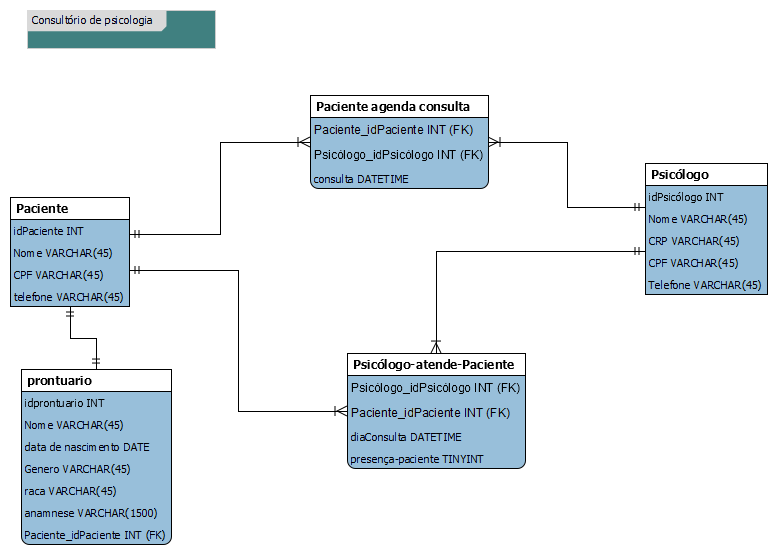 Consultório de psicologia
Paciente agenda consulta
Paciente_idPaciente INT (FK)
Psicólogo_idPsicólogo INT (FK)
consulta DATETIME
Psicólogo
idPsicólogo INT
Nome VARCHAR(45)
CRP VARCHAR(45)
CPF VARCHAR(45)
Telefone VARCHAR(45)
Paciente
idPaciente INT
Nome VARCHAR(45)
CPF VARCHAR(45)
telefone VARCHAR(45)
Psicólogo-atende-Paciente
Psicólogo_idPsicólogo INT (FK)
Paciente_idPaciente INT (FK)
diaConsulta DATETIME
presença-paciente TINYINT
prontuario
idprontuario INT
Nome VARCHAR(45)
data de nascimento DATE
Genero VARCHAR(45)
raca VARCHAR(45)
anamnese VARCHAR(1500)
Paciente_idPaciente INT (FK)